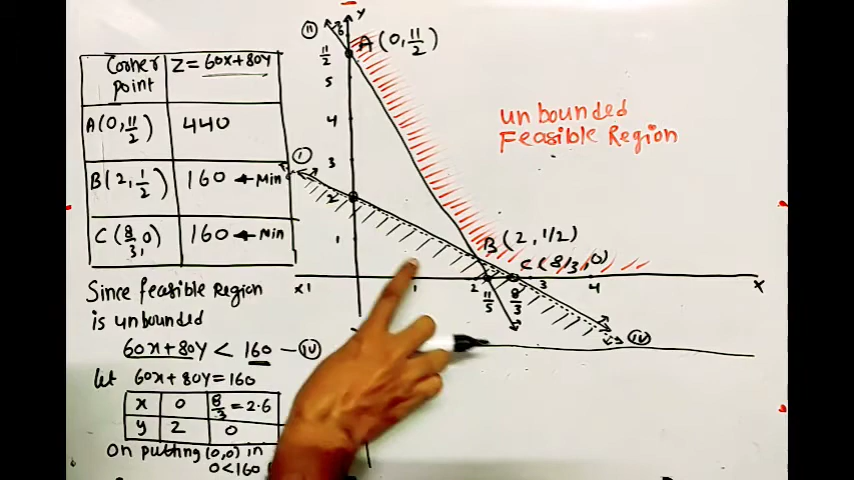 Corner point
Z = 60x+80y
A(0, 11/2)
440
B(2, 1/2)
160 ← Min
C(8/3, 0)
160 ← Min
Since feasible Region
is unbounded
60x+80y < 160 — IV
let 60x+80y=160
x 0 8/3 = 2.6
y 2 0
On putting (0,0) in
0<160
II
Y
A(0, 11/2)
11/2
5
4
3
I
2
1
B(2, 1/2)
C(8/3, 0)
x1
1
2
11/5
8/3
3
4
X
IV
unbounded
Feasible Region